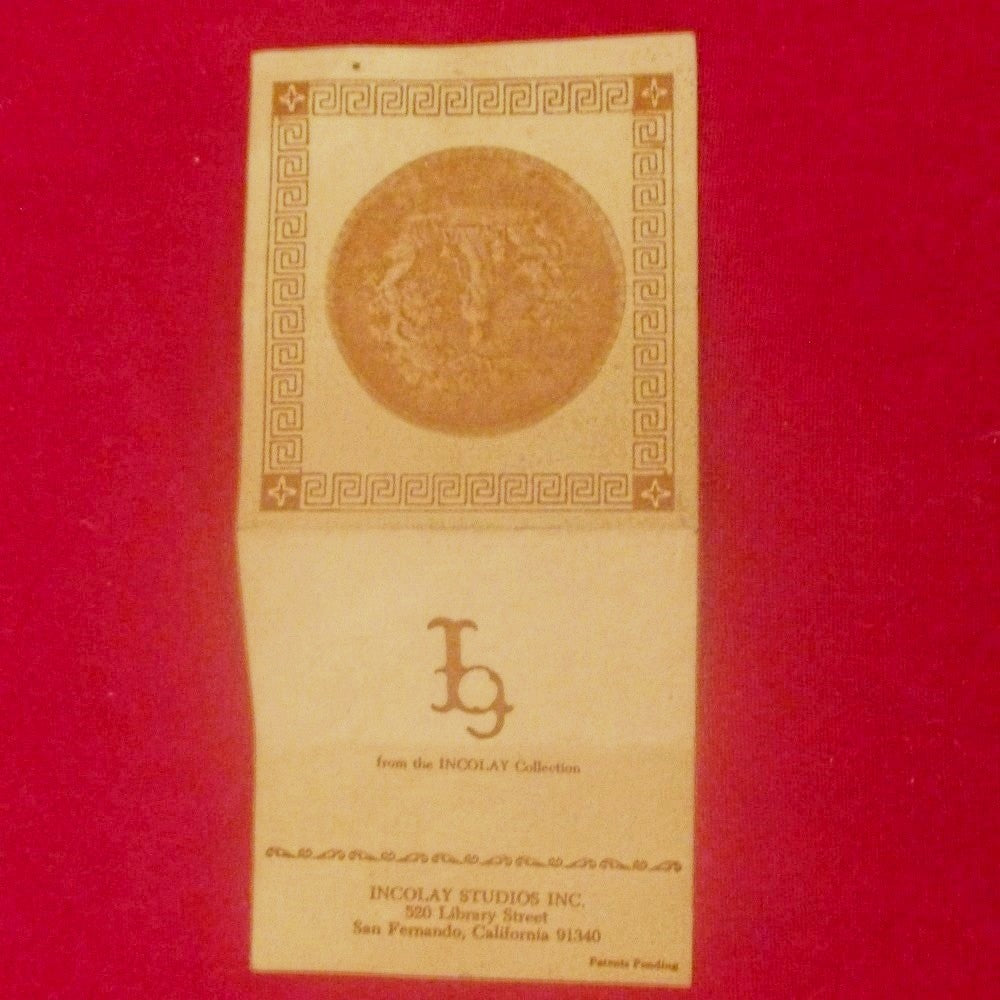 from the INCOLAY Collection
INCOLAY STUDIOS INC.
520 Library Street
San Fernando, California 91340
Patents Pending